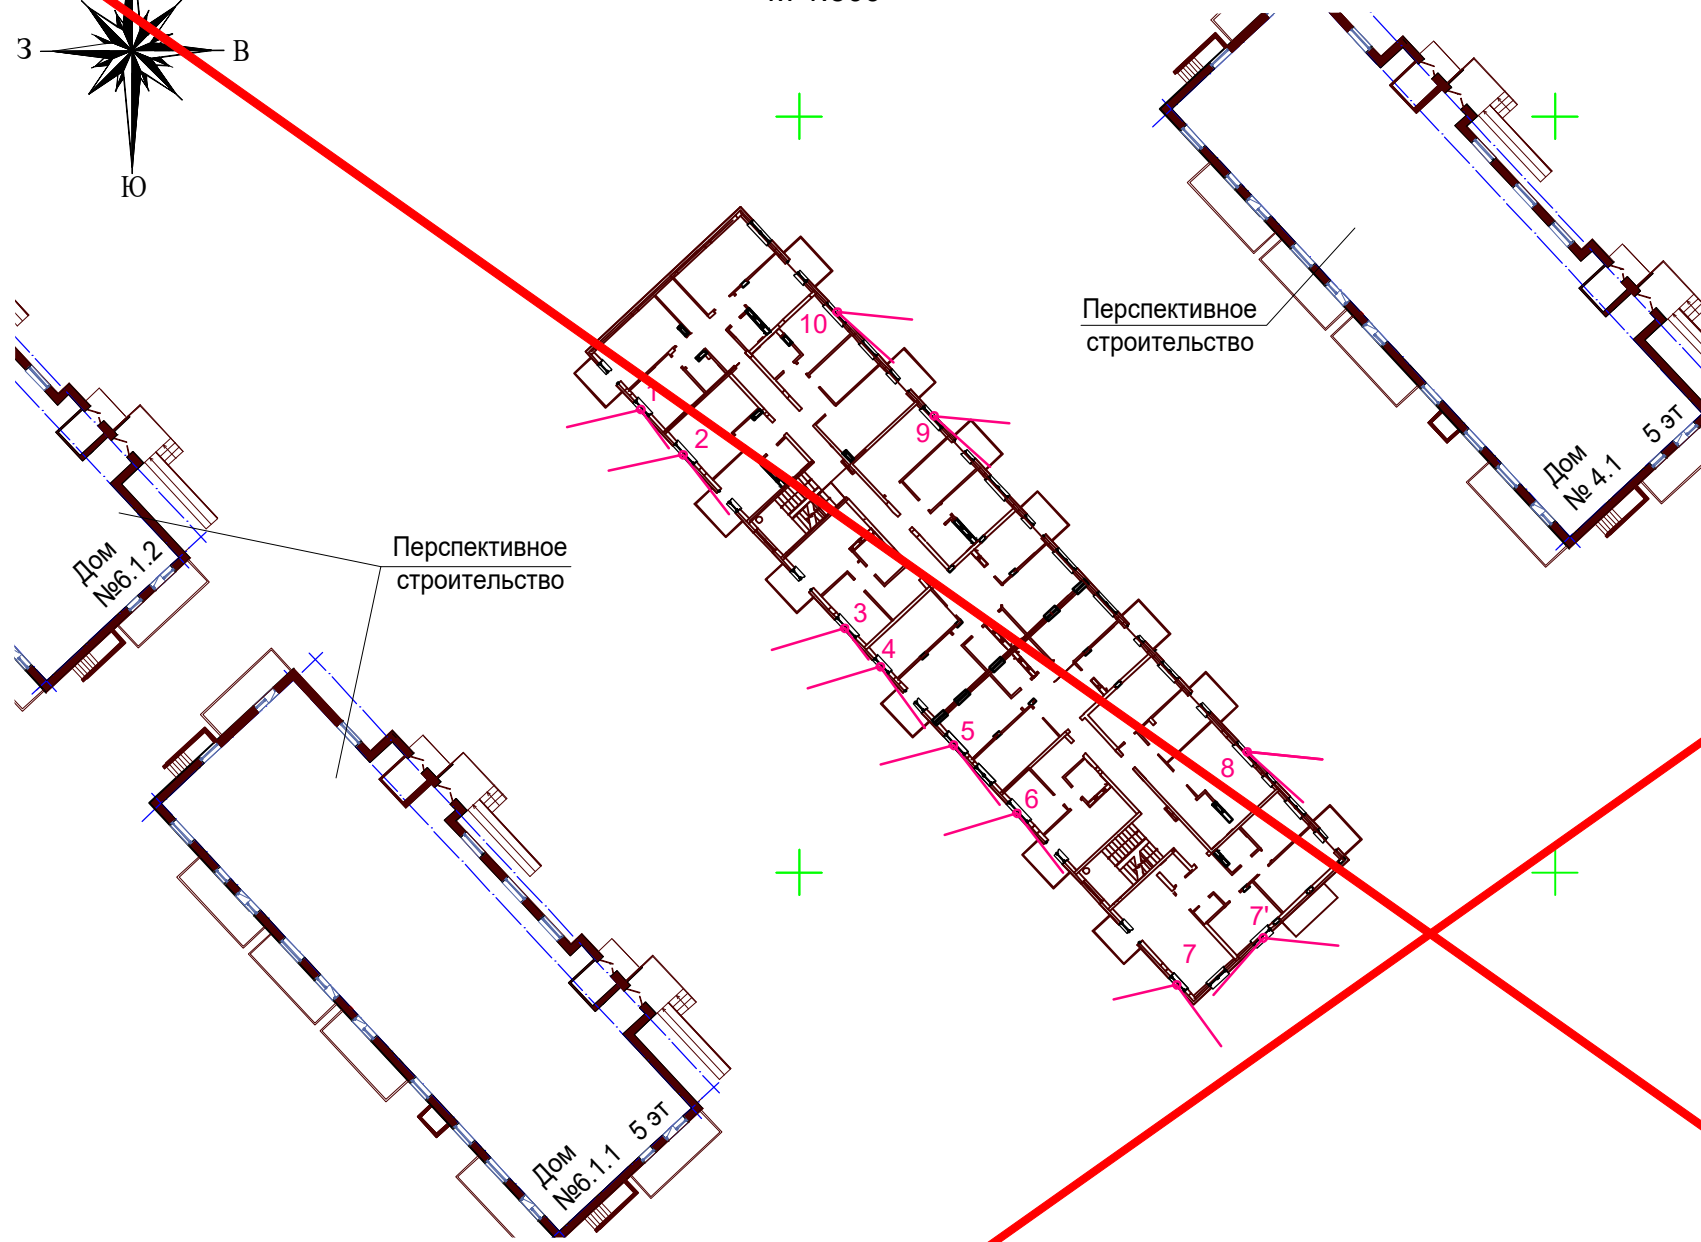 З
В
Ю
10
Перспективное
строительство
1
9
2
Дом
№ 4.1
5 эт
Перспективное
строительство
Дом
№6.1.2
3
4
5
8
6
7'
7
Дом
№6.1.1
5 эт